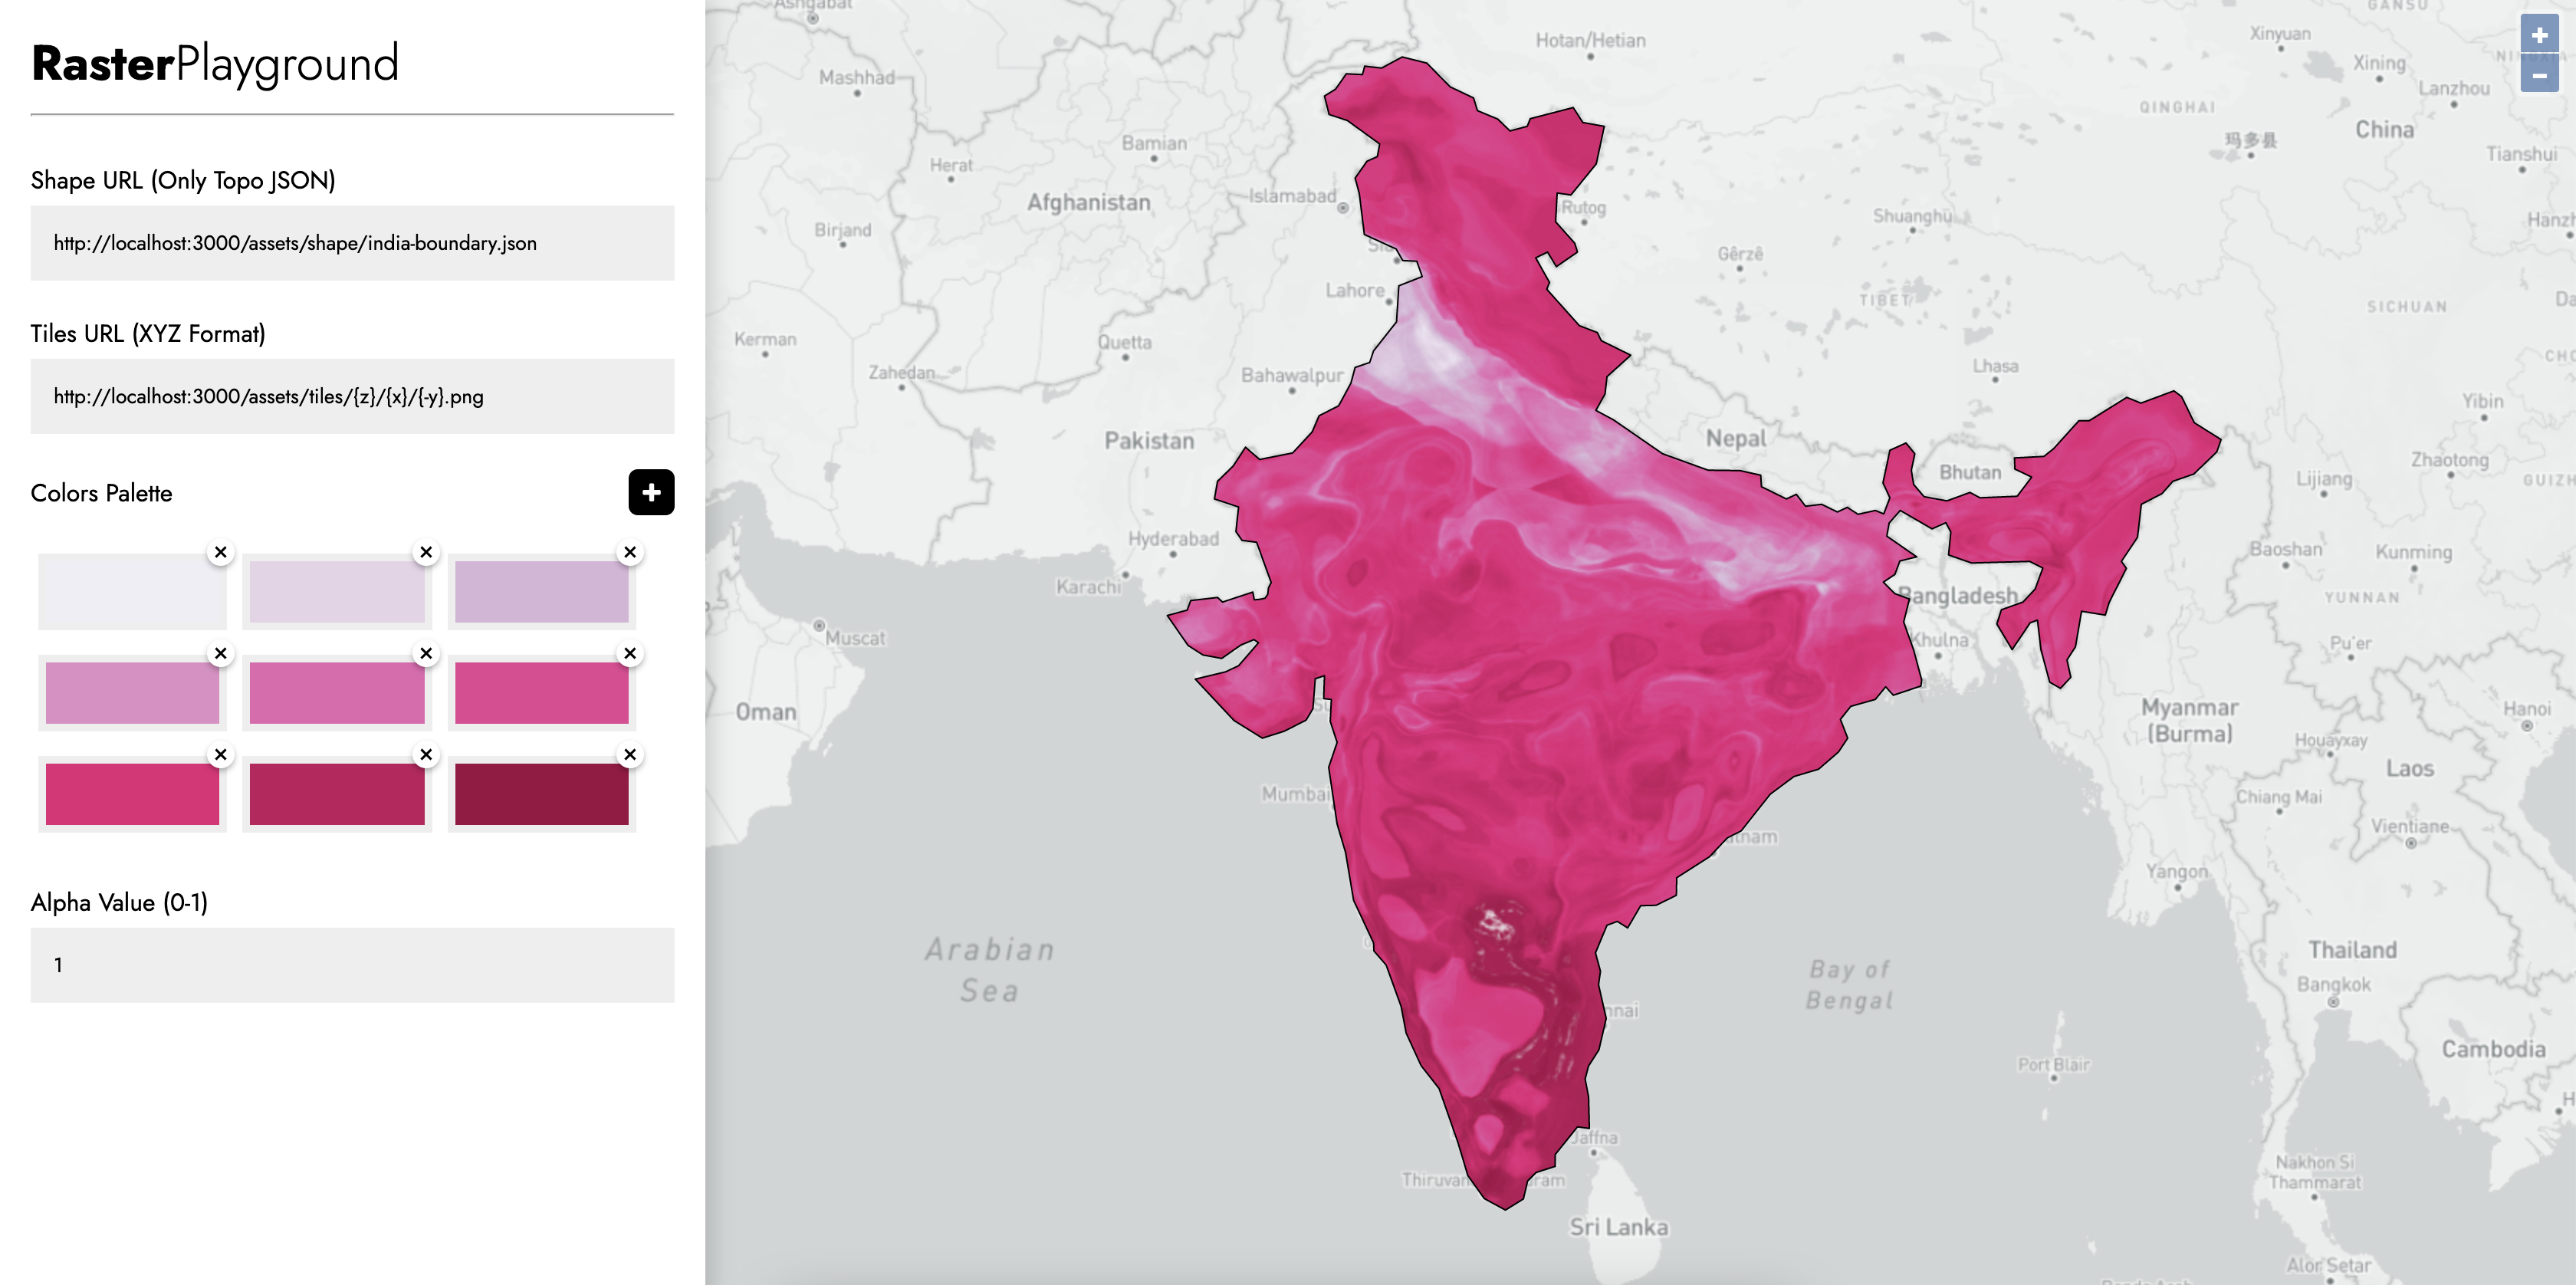 RasterPlayground
Shape URL (Only Topo JSON)
http://localhost:3000/assets/shape/india-boundary.json
Tiles URL (XYZ Format)
http://localhost:3000/assets/tiles/{z}/{x}/{-y}.png
Colors Palette
Alpha Value (0-1)
1
Ashgabat
GANSU
Hotan/Hetian
Xinyuan
Mashhad
Xining
Lanzhou
QINGHAI
China
玛多县
Bamian
Tianshui
Herat
Islamabad
Afghanistan
Rutog
Shuanghu
Birjand
Gêrzê
Lahore
TIBET
SICHUAN
Kerman
Quetta
Zahedan
Bahawalpur
Lhasa
Yibin
Pakistan
Nepal
Bhutan
Zhaotong
Lijiang
Hyderabad
Baoshan
Kunming
Karachi
Bangladesh
YUNNAN
Muscat
Khulna
Pu'er
Oman
Myanmar
(Burma)
Hanoi
Houayxay
Laos
Mumbai
Chiang Mai
Vientiane
Yangon
Arabian
Sea
Bay of
Bengal
Thailand
Bangkok
Port Blair
Cambodia
Jaffna
Nakhon Si
Thammarat
Sri Lanka
Alor Setar